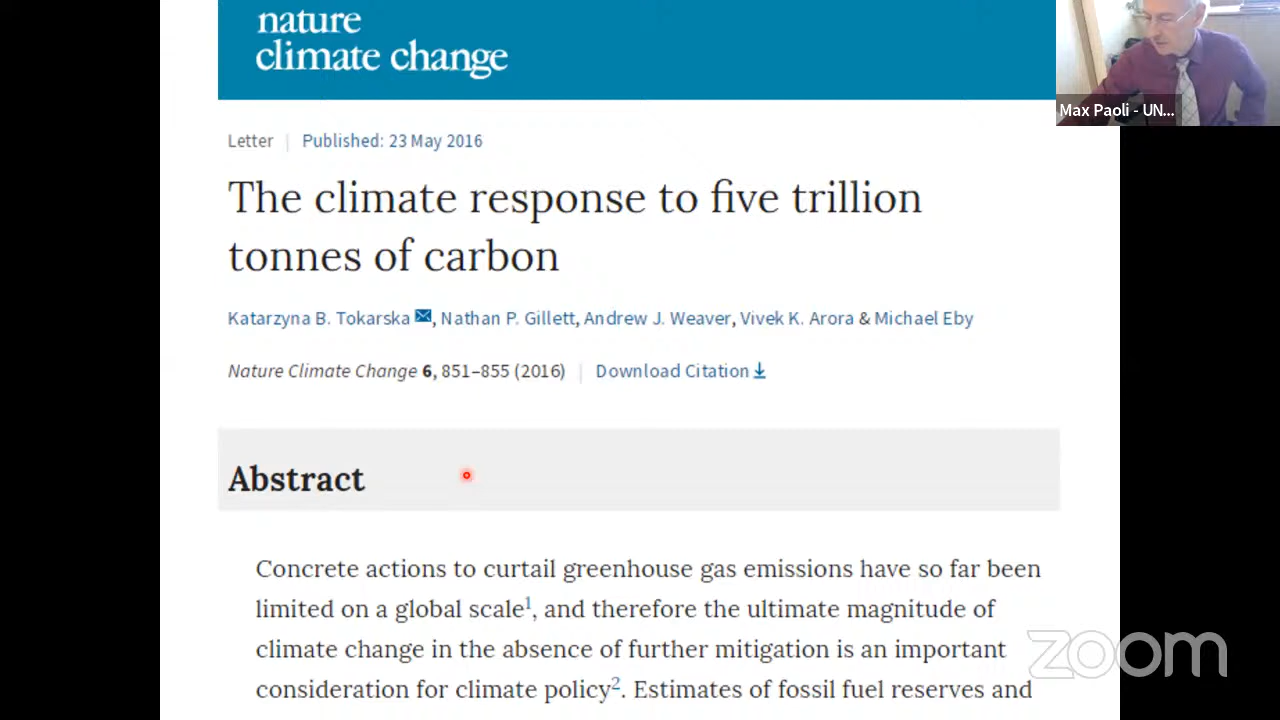 nature
climate change
Max Paoli - UN...
Letter | Published: 23 May 2016
The climate response to five trillion
tonnes of carbon
Katarzyna B. Tokarska, Nathan P. Gillett, Andrew J. Weaver, Vivek K. Arora & Michael Eby
Nature Climate Change 6, 851–855 (2016) | Download Citation
Abstract
Concrete actions to curtail greenhouse gas emissions have so far been
limited on a global scale1, and therefore the ultimate magnitude of
climate change in the absence of further mitigation is an important
consideration for climate policy2. Estimates of fossil fuel reserves and
zoom